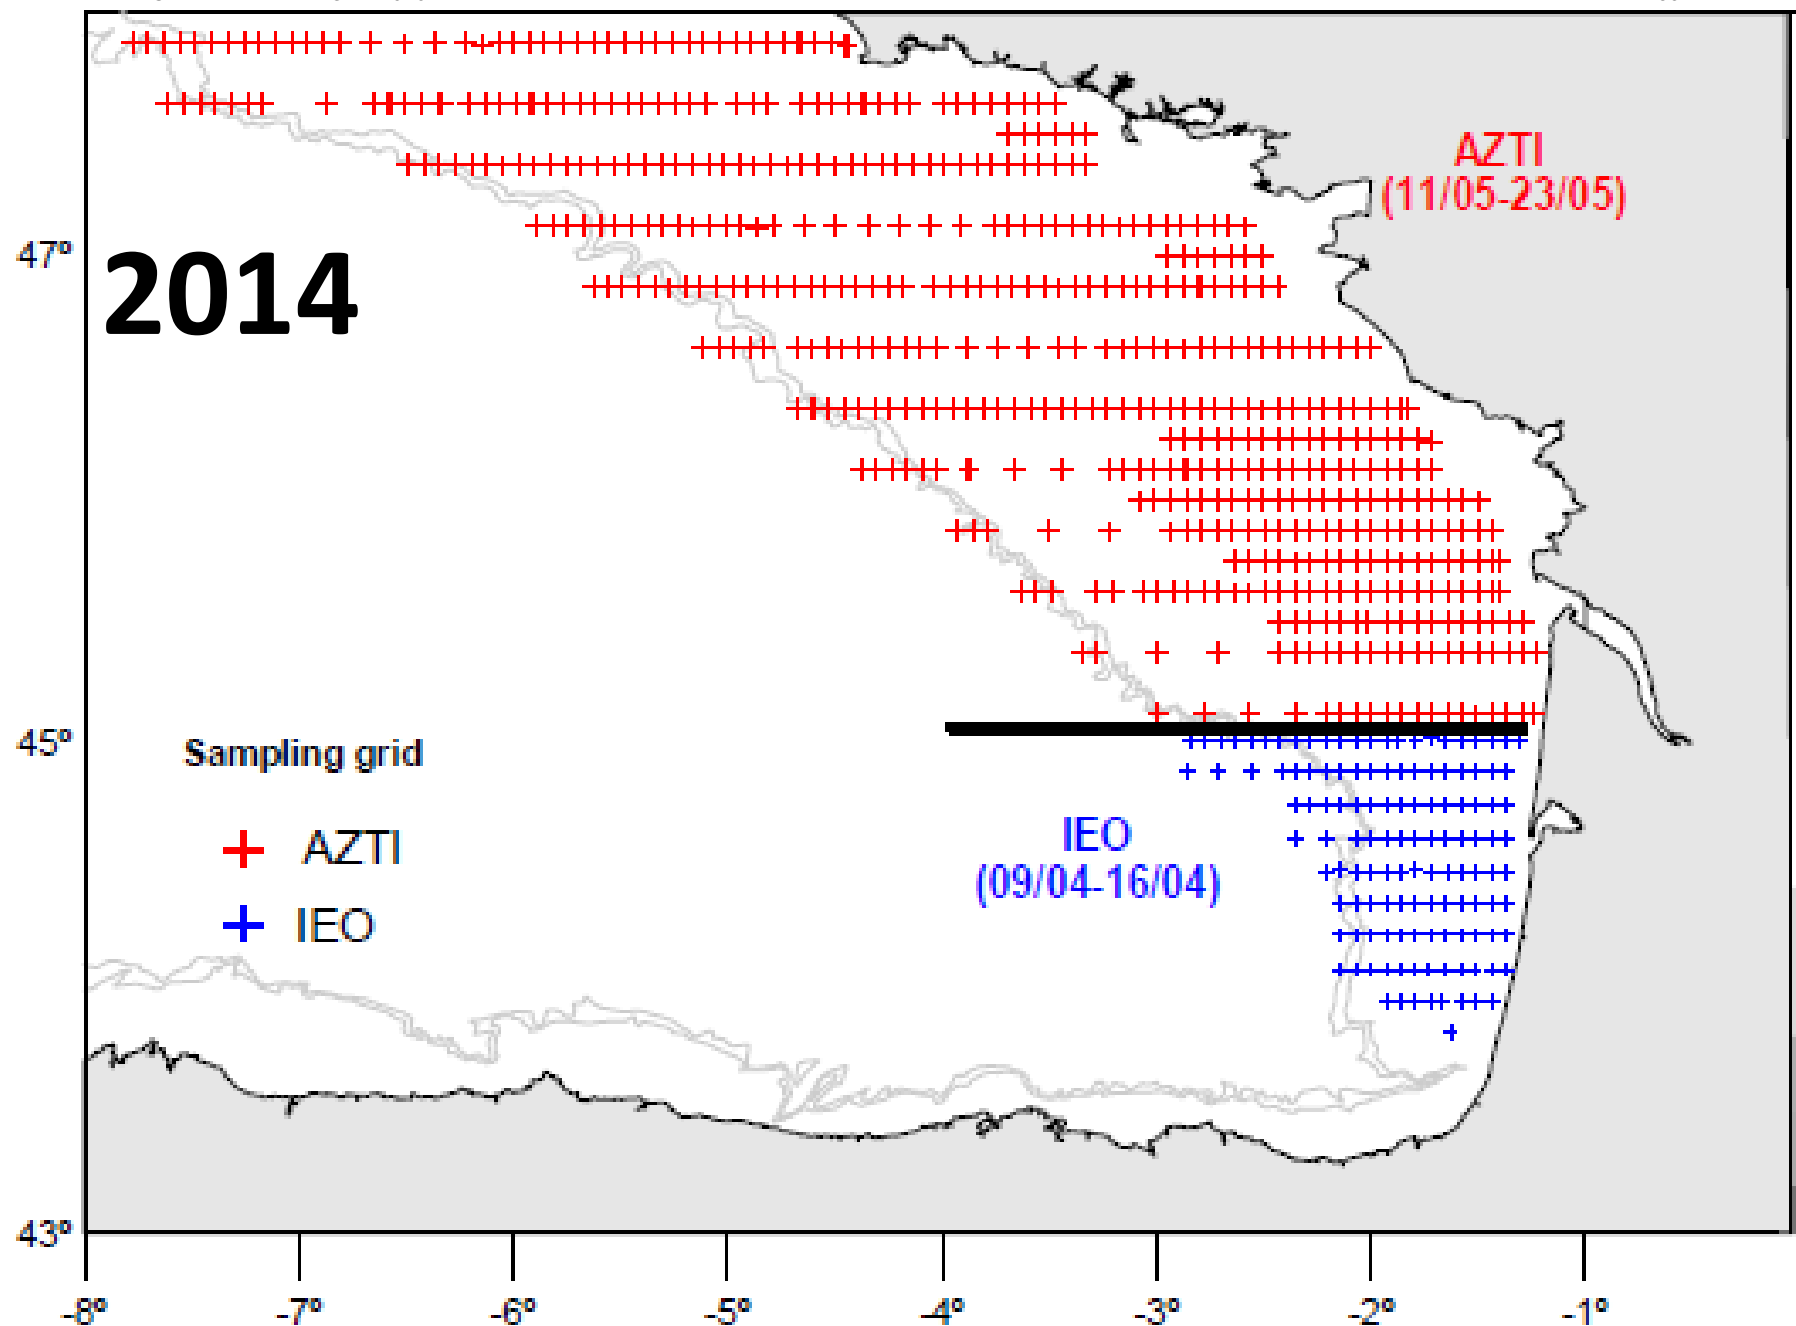 AZTI
(11/05-23/05)
47º
2014
45º
Sampling grid
AZTI
IEO
IEO
(09/04-16/04)
43º
-8º -7º -6º -5º -4º -3º -2º -1º